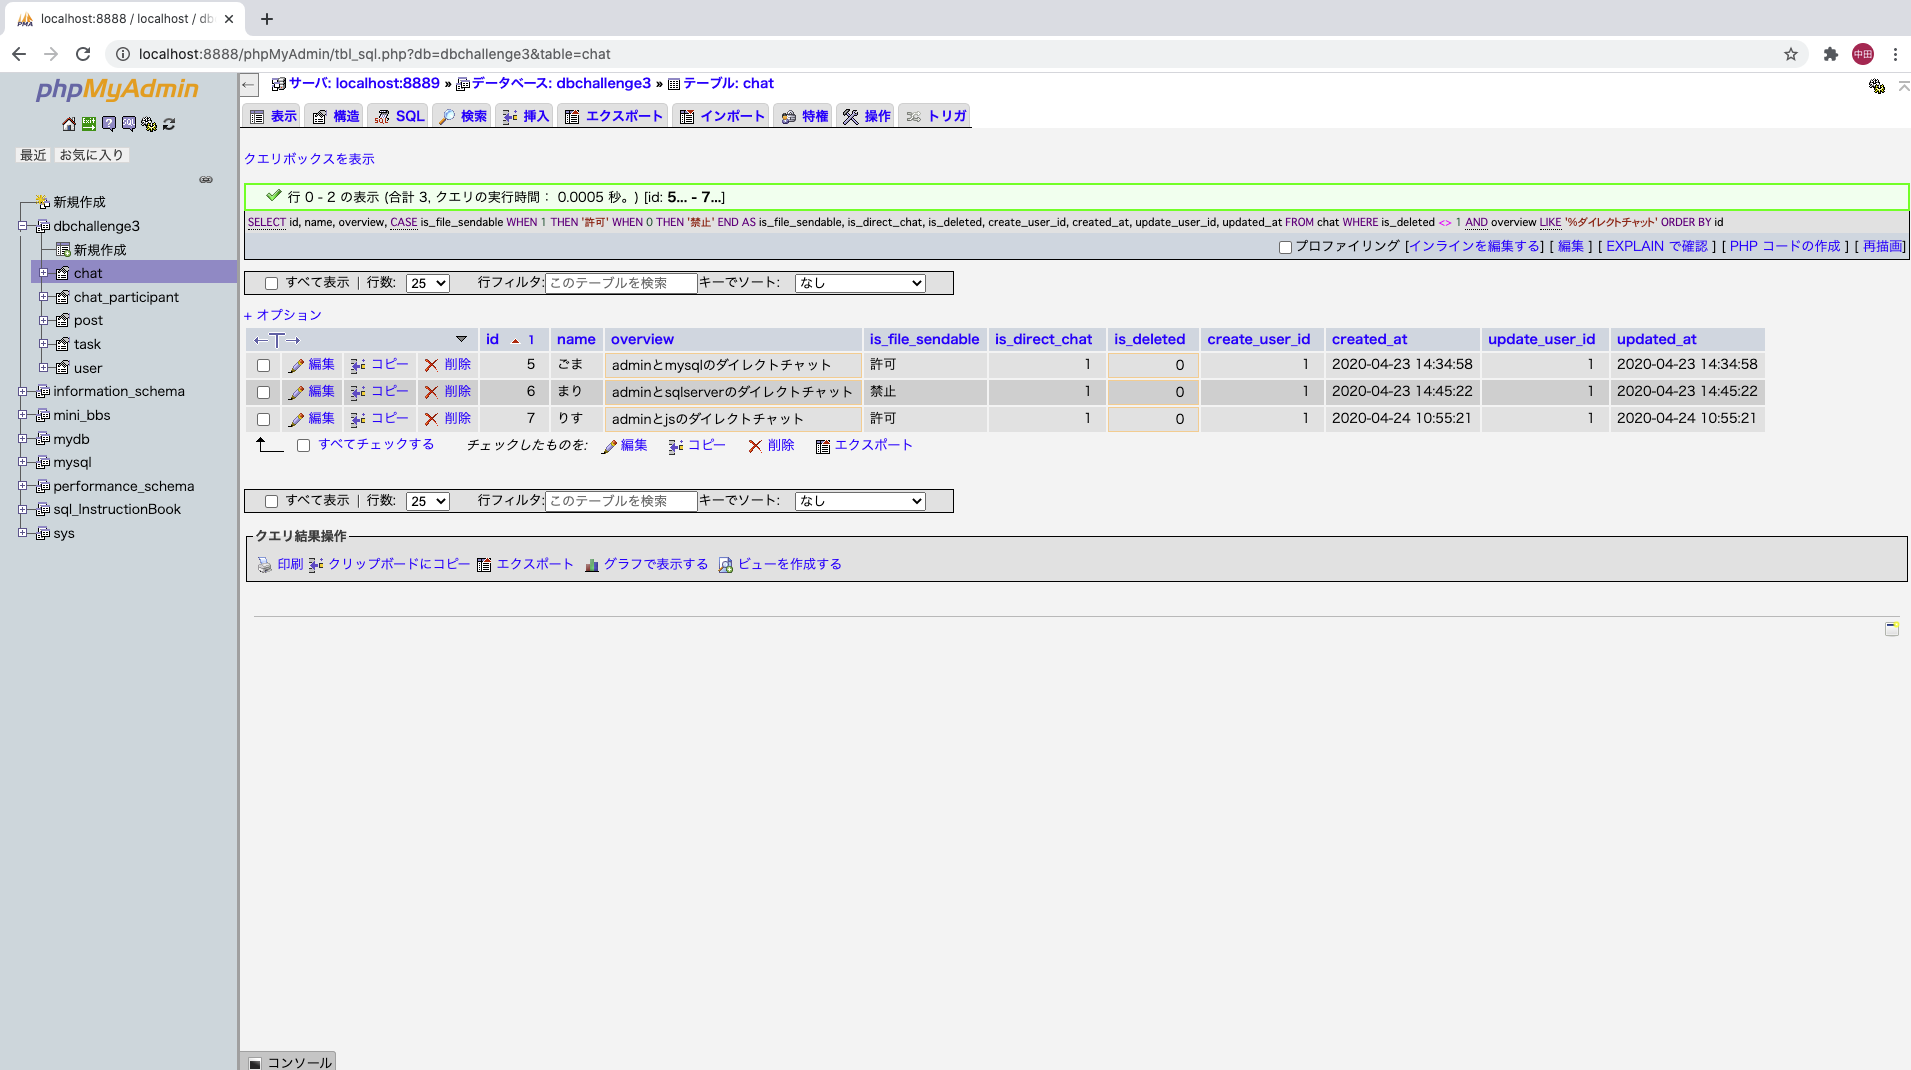 localhost:8888 / localhost / db
localhost:8888/phpMyAdmin/tbl_sql.php?db=dbchallenge3&table=chat
中田
phpMyAdmin
最近 お気に入り
新規作成
dbchallenge3
新規作成
chat
chat_participant
post
task
user
information_schema
mini_bbs
mydb
mysql
performance_schema
sql_InstructionBook
sys
サーバ: localhost:8889 » データベース: dbchallenge3 » テーブル: chat
表示 構造 SQL 検索 挿入 エクスポート インポート 特権 操作 トリガ
クエリボックスを表示
行 0 - 2 の表示 (合計 3, クエリの実行時間： 0.0005 秒。) [id: 5... - 7...]
SELECT id, name, overview, CASE is_file_sendable WHEN 1 THEN '許可' WHEN 0 THEN '禁止' END AS is_file_sendable, is_direct_chat, is_deleted, create_user_id, created_at, update_user_id, updated_at FROM chat WHERE is_deleted <> 1 AND overview LIKE '%ダイレクトチャット' ORDER BY id
プロファイリング [インラインを編集する] [ 編集 ] [ EXPLAIN で確認 ] [ PHP コードの作成 ] [ 再描画]
すべて表示 | 行数: 25 行フィルタ: このテーブルを検索 キーでソート: なし
+ オプション
←T→ id 1 name overview is_file_sendable is_direct_chat is_deleted create_user_id created_at update_user_id updated_at
編集 コピー 削除 5 ごま adminとmysqlのダイレクトチャット 許可 1 0 1 2020-04-23 14:34:58 1 2020-04-23 14:34:58
編集 コピー 削除 6 まり adminとsqlserverのダイレクトチャット 禁止 1 0 1 2020-04-23 14:45:22 1 2020-04-23 14:45:22
編集 コピー 削除 7 りす adminとjsのダイレクトチャット 許可 1 0 1 2020-04-24 10:55:21 1 2020-04-24 10:55:21
すべてチェックする チェックしたものを: 編集 コピー 削除 エクスポート
すべて表示 | 行数: 25 行フィルタ: このテーブルを検索 キーでソート: なし
クエリ結果操作
印刷 クリップボードにコピー エクスポート グラフで表示する ビューを作成する
コンソール